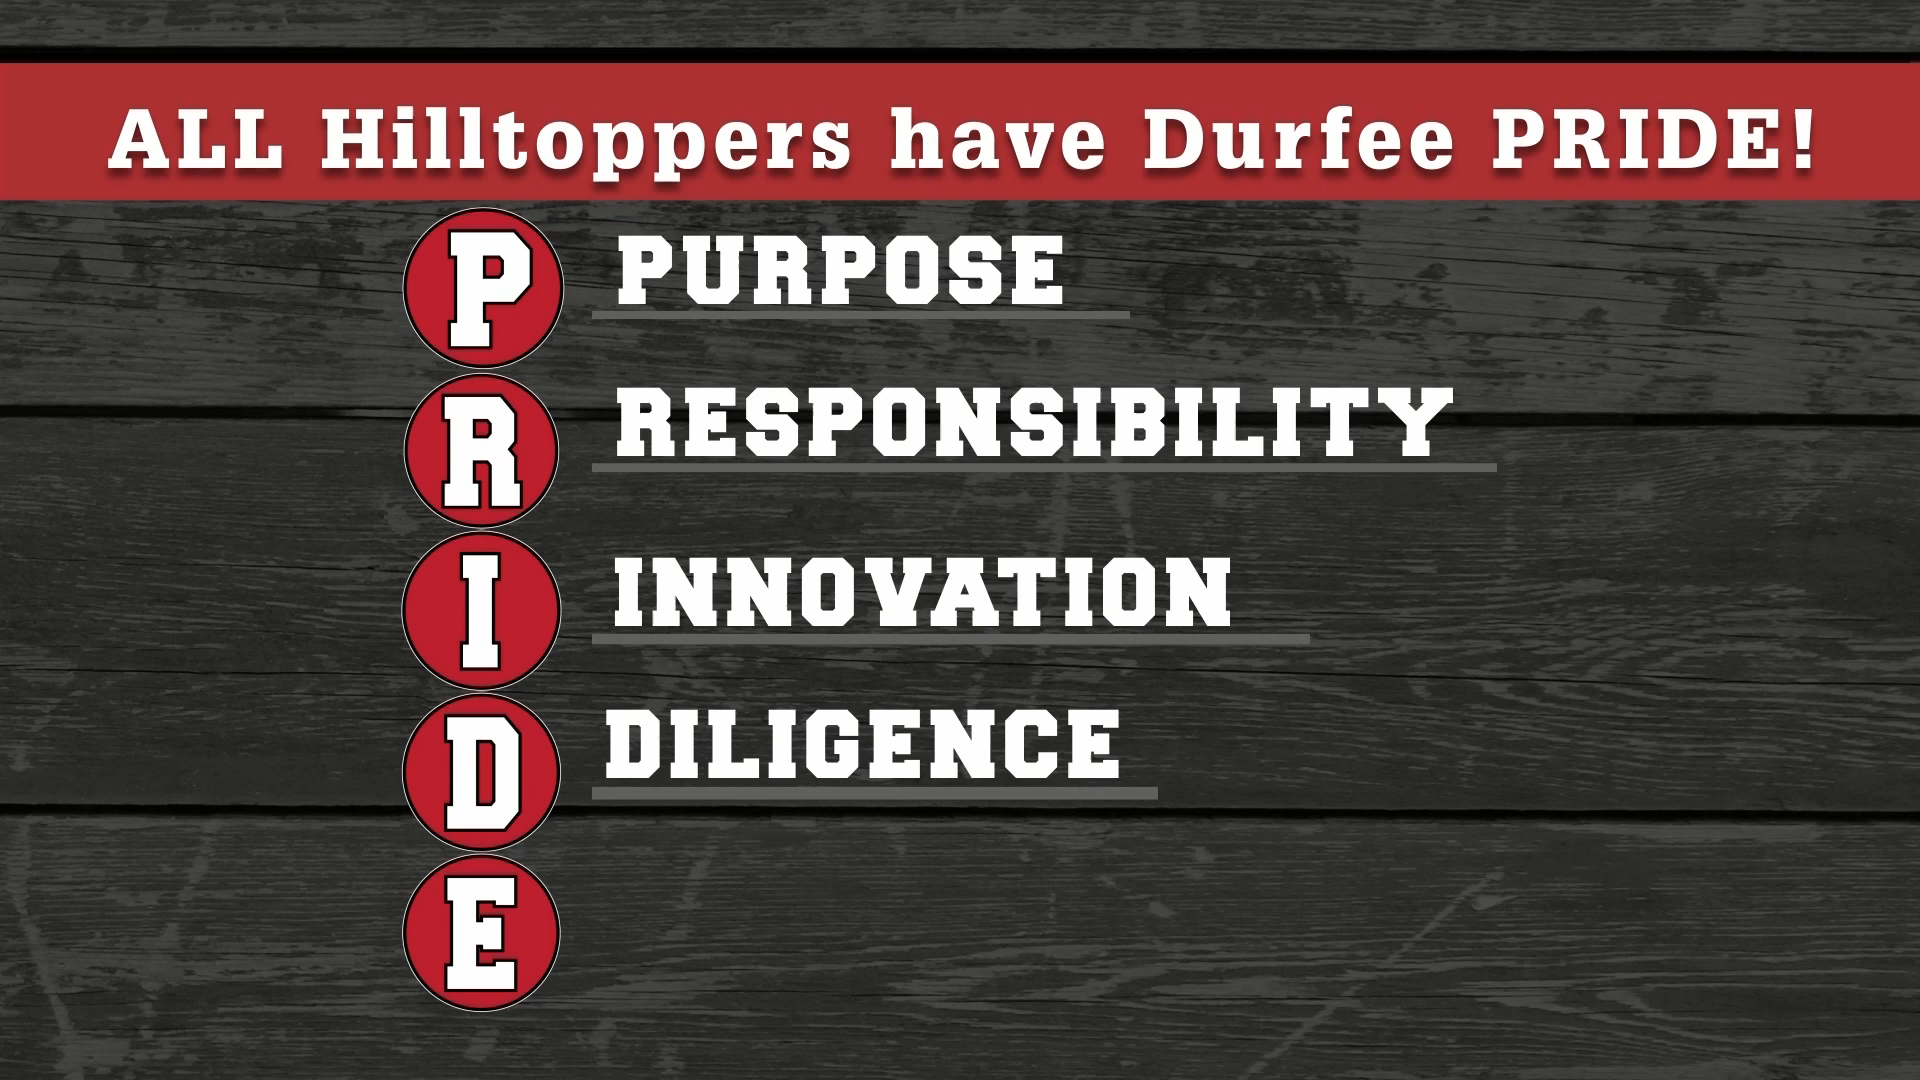 ALL Hilltoppers have Durfee PRIDE!
P PURPOSE
R RESPONSIBILITY
I INNOVATION
D DILIGENCE
E